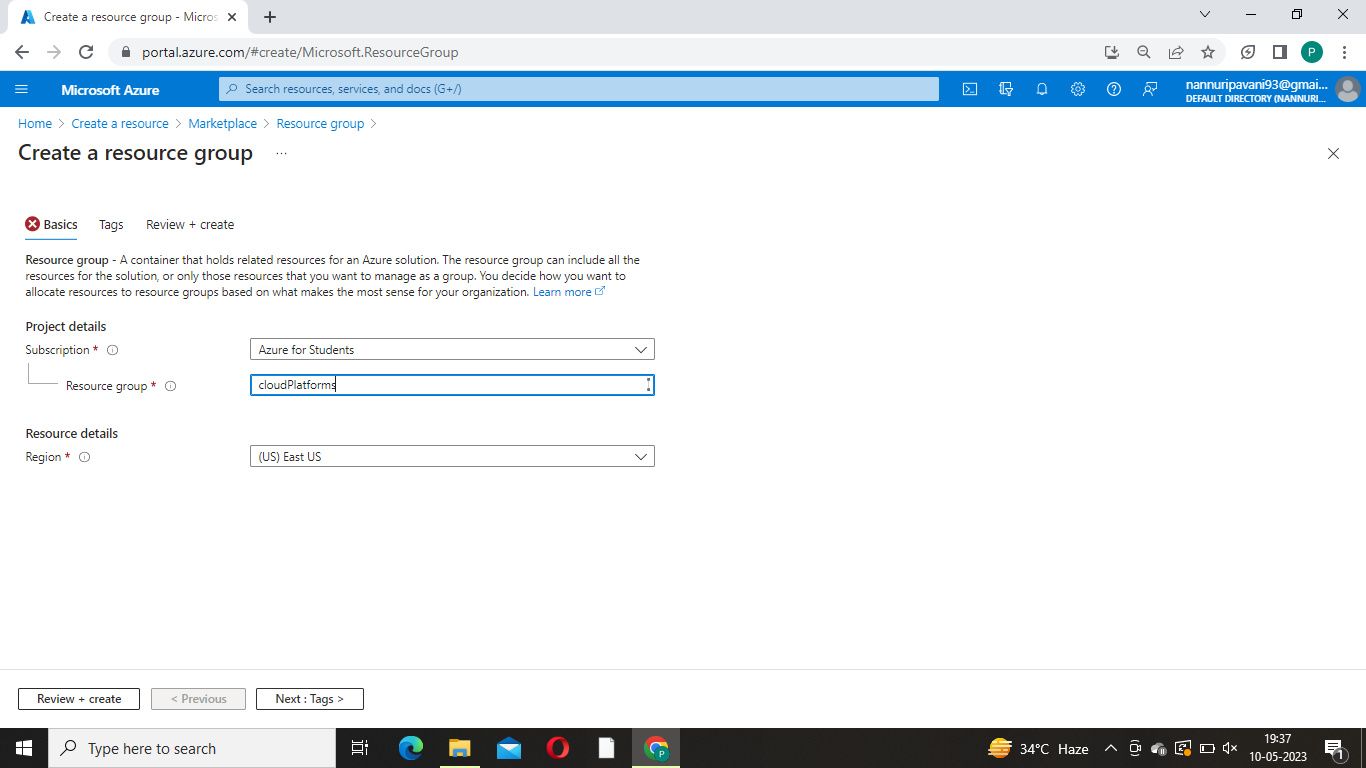 Create a resource group - Micros
portal.azure.com/#create/Microsoft.ResourceGroup
P
Microsoft Azure
Search resources, services, and docs (G+/)
nannuripavani93@gmai...
DEFAULT DIRECTORY (NANNURI...
Home > Create a resource > Marketplace > Resource group >
Create a resource group ...
Basics Tags Review + create
Resource group - A container that holds related resources for an Azure solution. The resource group can include all the
resources for the solution, or only those resources that you want to manage as a group. You decide how you want to
allocate resources to resource groups based on what makes the most sense for your organization. Learn more
Project details
Subscription * Azure for Students
Resource group * cloudPlatforms
Resource details
Region * (US) East US
Review + create < Previous Next : Tags >
Type here to search
P
34°C Haze
19:37
10-05-2023
1